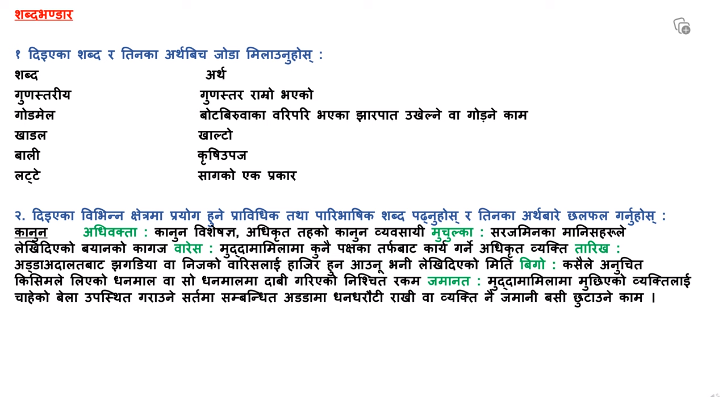 शब्दभण्डार
१ दिइएका शब्द र तिनका अर्थबिच जोडा मिलाउनुहोस् :
शब्द अर्थ
गुणस्तरीय गुणस्तर राम्रो भएको
गोडमेल बोटबिरुवाका वरिपरि भएका झारपात उखेल्ने वा गोड्ने काम
खाडल खाल्टो
बाली कृषिउपज
लट्टे सागको एक प्रकार
२. दिइएका विभिन्न क्षेत्रमा प्रयोग हुने प्राविधिक तथा पारिभाषिक शब्द पढ्नुहोस् र तिनका अर्थबारे छलफल गर्नुहोस् :
कानुन अधिवक्ता : कानुन विशेषज्ञ, अधिकृत तहको कानुन व्यवसायी मुचुल्का : सरजमिनका मानिसहरूले
लेखिदिएको बयानको कागज वारेस : मुद्दामामिलामा कुनै पक्षका तर्फबाट कार्य गर्ने अधिकृत व्यक्ति तारिख :
अड्डाअदालतबाट झगडिया वा निजको वारिसलाई हाजिर हुन आउनू भनी लेखिदिएको मिति बिगो : कसैले अनुचित
किसिमले लिएको धनमाल वा सो धनमालमा दाबी गरिएको निश्चित रकम जमानत : मुद्दामामिलामा मुछिएको व्यक्तिलाई
चाहेको बेला उपस्थित गराउने सर्तमा सम्बन्धित अडडामा धनधरौटी राखी वा व्यक्ति नै जमानी बसी छुटाउने काम ।